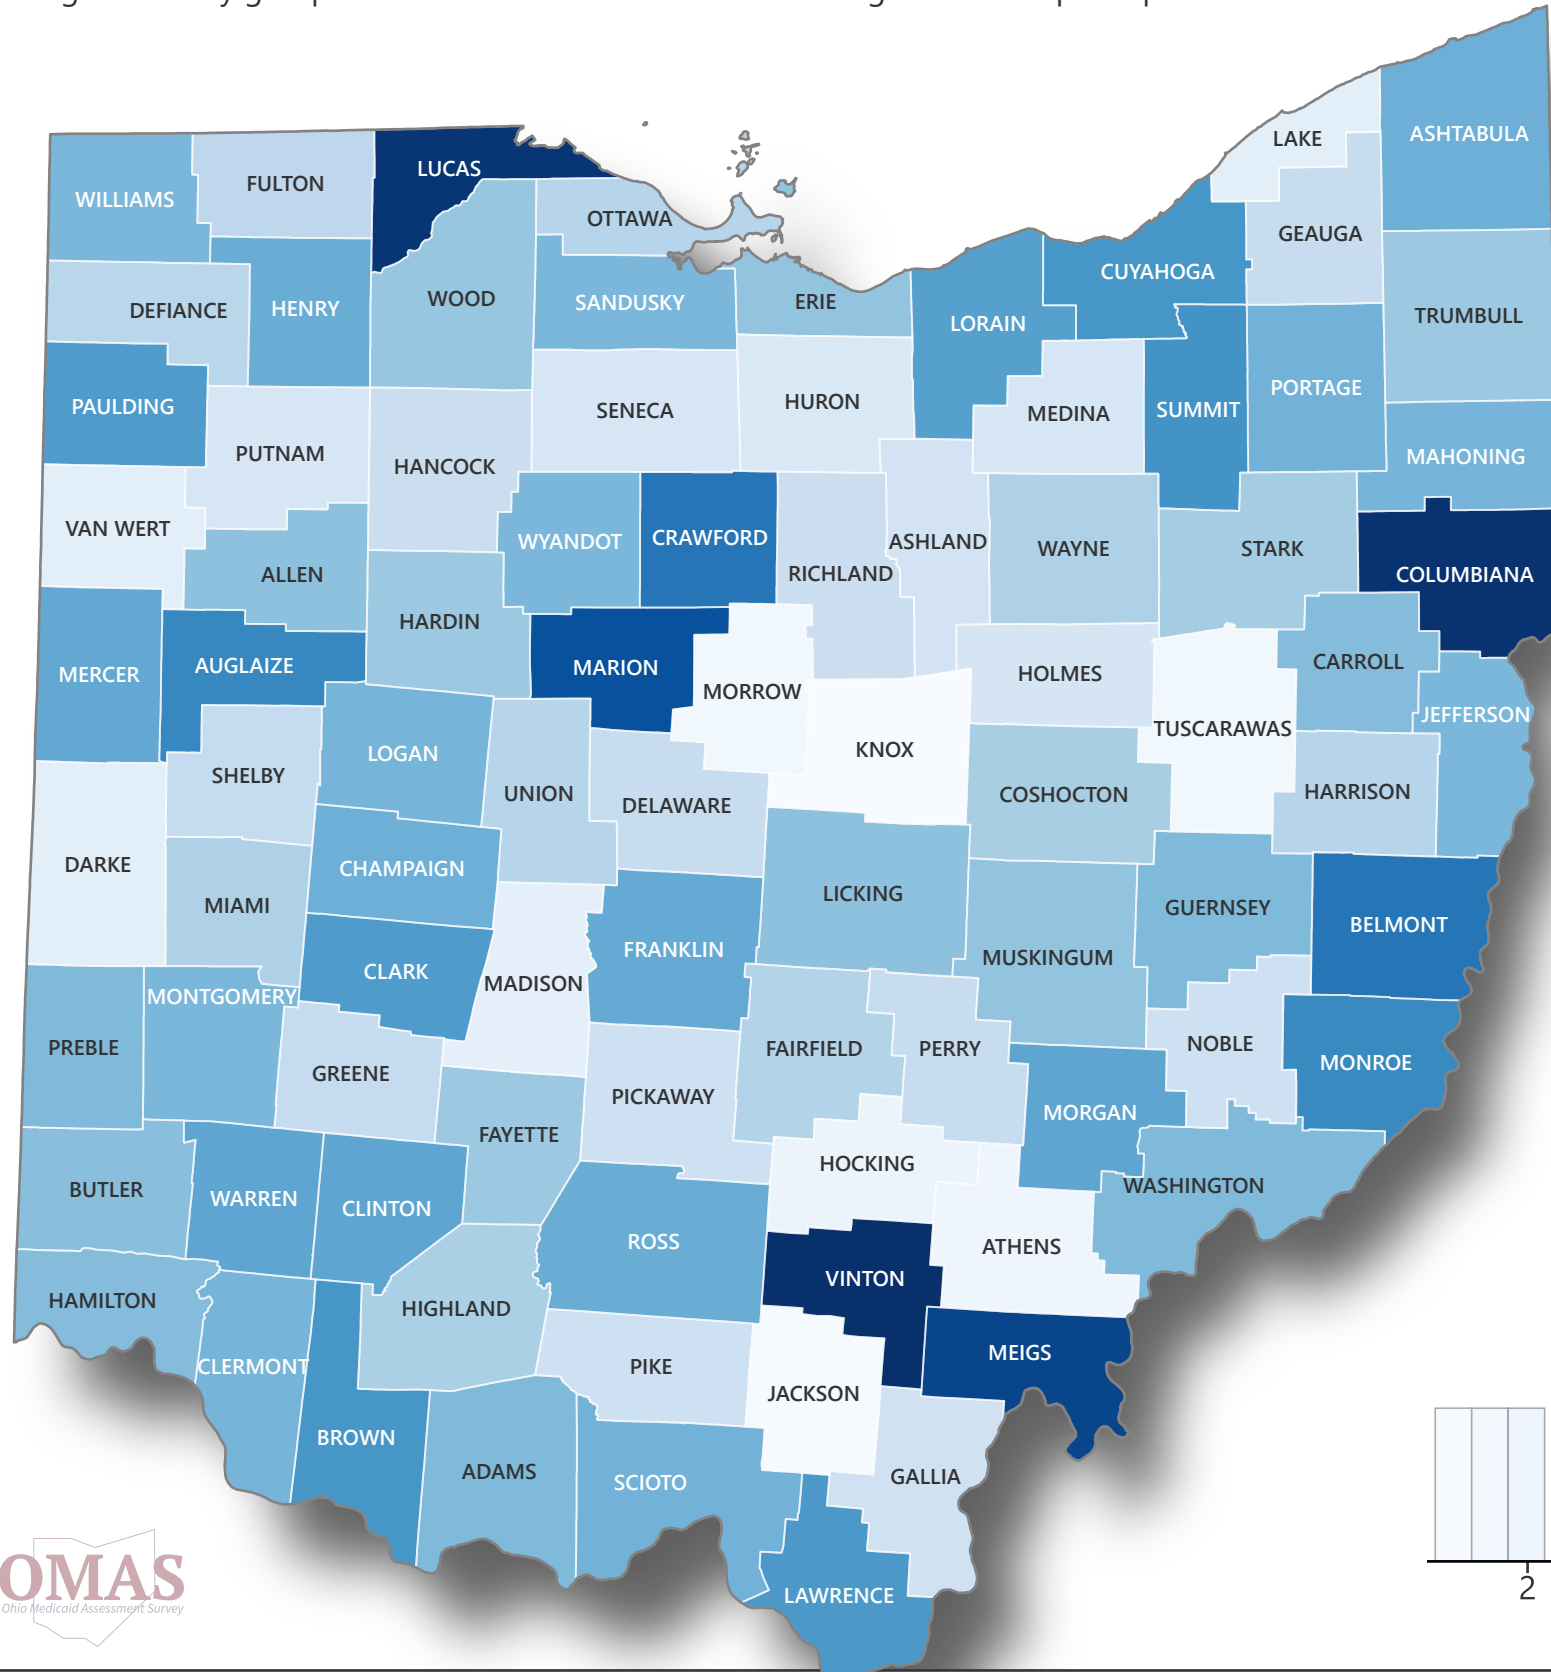 LAKE
ASHTABULA
LUCAS
FULTON
WILLIAMS
OTTAWA
GEAUGA
CUYAHOGA
WOOD
SANDUSKY
ERIE
HENRY
DEFIANCE
LORAIN
TRUMBULL
PORTAGE
PAULDING
SENECA
HURON
MEDINA
SUMMIT
PUTNAM
HANCOCK
MAHONING
VAN WERT
WYANDOT
CRAWFORD
ASHLAND
WAYNE
STARK
ALLEN
RICHLAND
COLUMBIANA
HARDIN
MERCER
AUGLAIZE
MARION
MORROW
HOLMES
CARROLL
JEFFERSON
TUSCARAWAS
LOGAN
KNOX
SHELBY
UNION
DELAWARE
COSHOCTON
HARRISON
DARKE
CHAMPAIGN
MIAMI
LICKING
GUERNSEY
BELMONT
FRANKLIN
MUSKINGUM
CLARK
MADISON
MONTGOMERY
PREBLE
GREENE
FAIRFIELD
PERRY
NOBLE
MONROE
PICKAWAY
MORGAN
FAYETTE
HOCKING
BUTLER
WARREN
CLINTON
WASHINGTON
ROSS
ATHENS
VINTON
HAMILTON
HIGHLAND
MEIGS
CLERMONT
PIKE
JACKSON
BROWN
ADAMS
SCIOTO
GALLIA
LAWRENCE
2
OMAS
Ohio Medicaid Assessment Survey